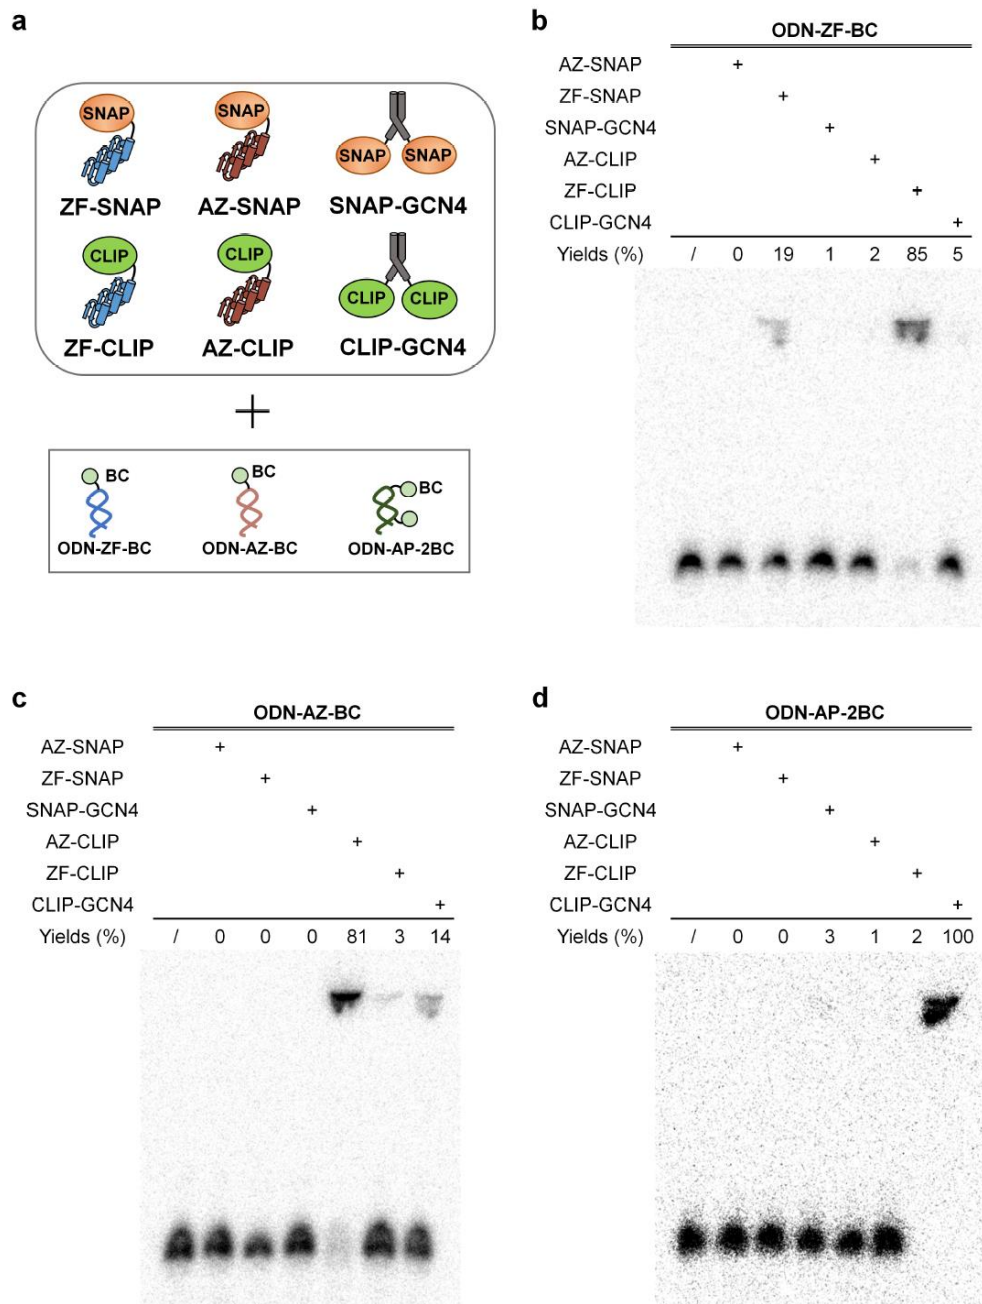 a
SNAP
SNAP
SNAP SNAP
ZF-SNAP AZ-SNAP SNAP-GCN4
CLIP
CLIP
CLIP CLIP
ZF-CLIP AZ-CLIP CLIP-GCN4
+
BC BC BC
ODN-ZF-BC ODN-AZ-BC ODN-AP-2BC
b
ODN-ZF-BC
AZ-SNAP +
ZF-SNAP +
SNAP-GCN4 +
AZ-CLIP +
ZF-CLIP +
CLIP-GCN4 +
Yields (%) / 0 19 1 2 85 5
c
ODN-AZ-BC
AZ-SNAP +
ZF-SNAP +
SNAP-GCN4 +
AZ-CLIP +
ZF-CLIP +
CLIP-GCN4 +
Yields (%) / 0 0 0 81 3 14
d
ODN-AP-2BC
AZ-SNAP +
ZF-SNAP +
SNAP-GCN4 +
AZ-CLIP +
ZF-CLIP +
CLIP-GCN4 +
Yields (%) / 0 0 3 1 2 100